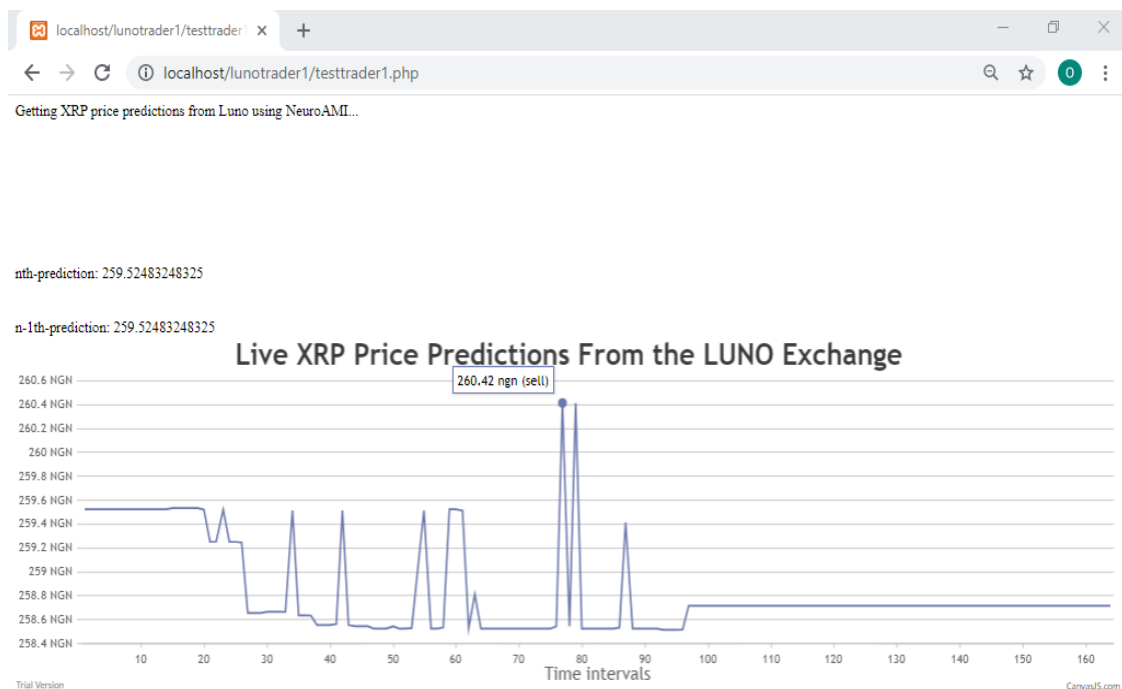 localhost/lunotrader1/testtrader1
localhost/lunotrader1/testtrader1.php
O
Getting XRP price predictions from Luno using NeuroAMI...
nth-prediction: 259.52483248325
n-1th-prediction: 259.52483248325
Live XRP Price Predictions From the LUNO Exchange
260.42 ngn (sell)
260.6 NGN
260.4 NGN
260.2 NGN
260 NGN
259.8 NGN
259.6 NGN
259.4 NGN
259.2 NGN
259 NGN
258.8 NGN
258.6 NGN
258.4 NGN
10 20 30 40 50 60 70 80 90 100 110 120 130 140 150 160
Time intervals
Trial Version
CanvasJS.com